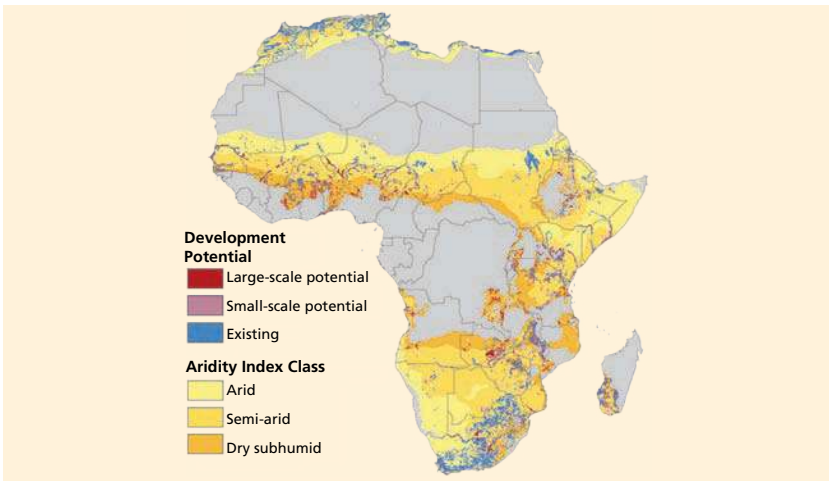 Development
Potential
Large-scale potential
Small-scale potential
Existing
Aridity Index Class
Arid
Semi-arid
Dry subhumid